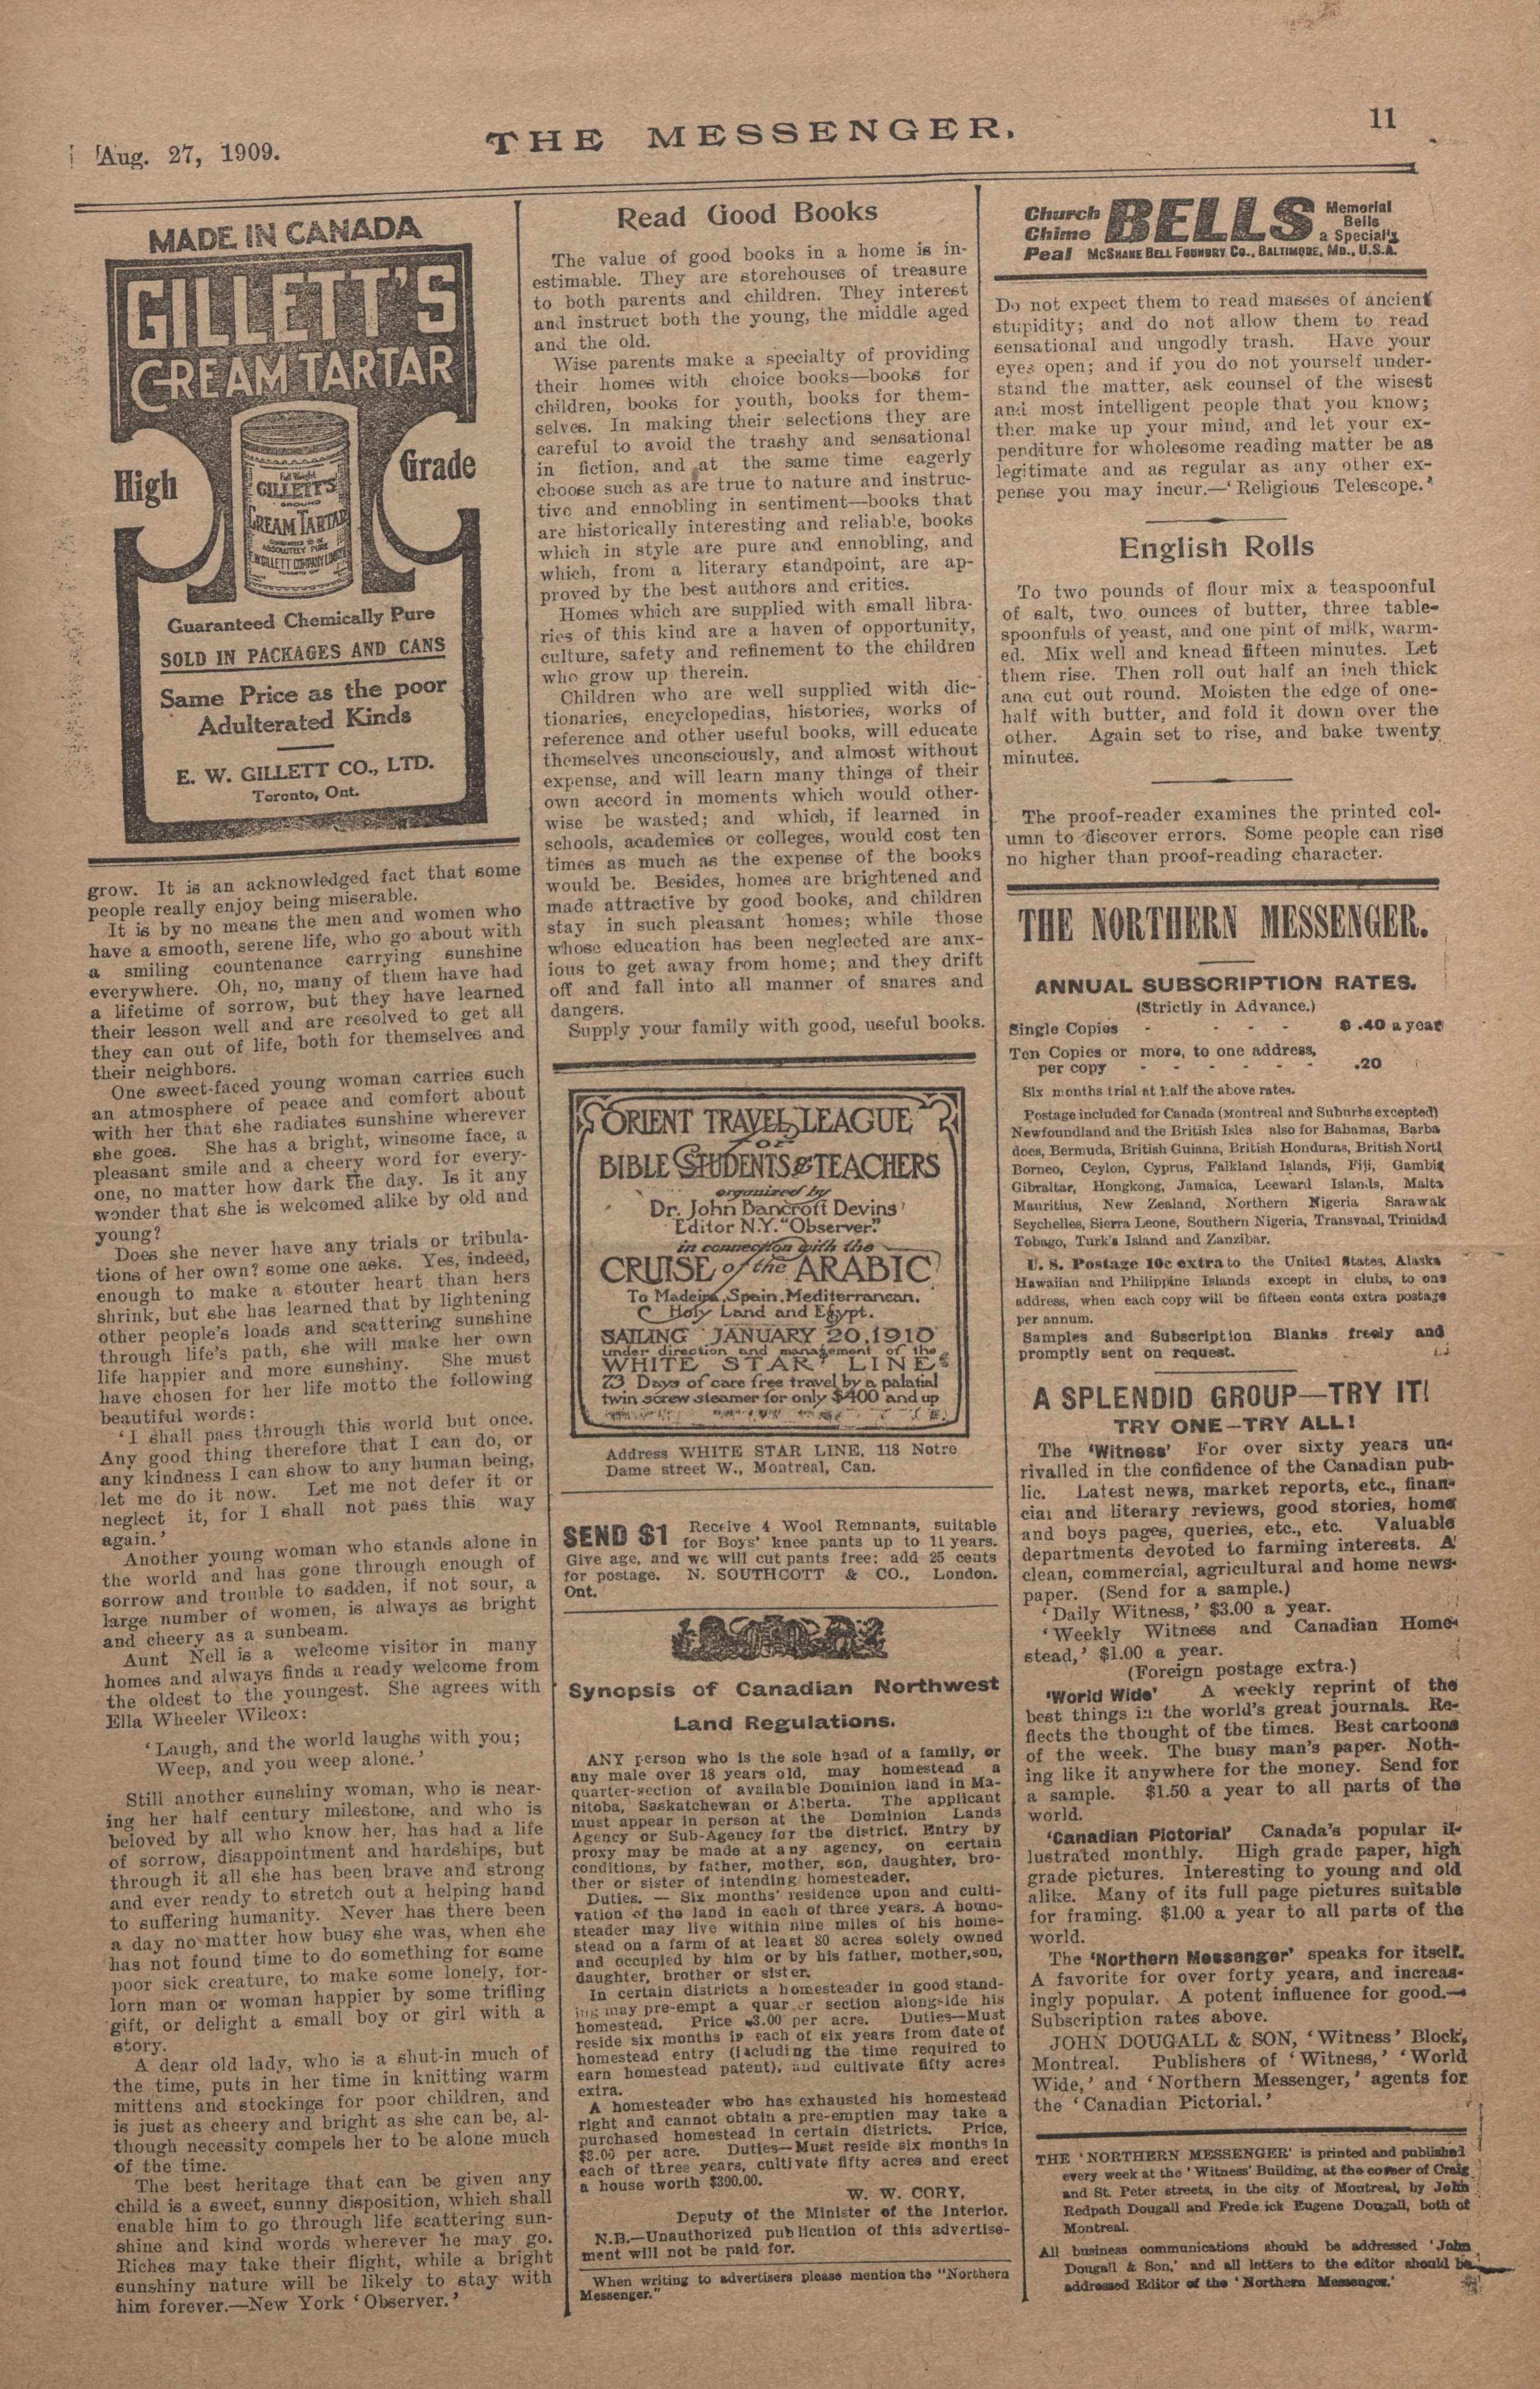 Aug. 27, 1909.
THE MESSENGER.
11
MADE IN CANADA
GILLETT'S
CREAM TARTAR
High
Grade
Full Weight
GILLETT'S
GROUND
CREAM TARTAR
GUARANTEED TO BE
ABSOLUTELY PURE
E.W. GILLETT COMPANY LIMITED
TORONTO, ONT.
Guaranteed Chemically Pure
SOLD IN PACKAGES AND CANS
Same Price as the poor
Adulterated Kinds
E. W. GILLETT CO., LTD.
Toronto, Ont.
grow. It is an acknowledged fact that some
people really enjoy being miserable.
It is by no means the men and women who
have a smooth, serene life, who go about with
a smiling countenance carrying sunshine
everywhere. Oh, no, many of them have had
a lifetime of sorrow, but they have learned
their lesson well and are resolved to get all
they can out of life, both for themselves and
their neighbors.
One sweet-faced young woman carries such
an atmosphere of peace and comfort about
with her that she radiates sunshine wherever
she goes. She has a bright, winsome face, a
pleasant smile and a cheery word for every-
one, no matter how dark the day. Is it any
wonder that she is welcomed alike by old and
young?
Does she never have any trials or tribula-
tions of her own? some one asks. Yes, indeed,
enough to make a stouter heart than hers
shrink, but she has learned that by lightening
other people's loads and scattering sunshine
through life's path, she will make her own
life happier and more sunshiny. She must
have chosen for her life motto the following
beautiful words:
'I shall pass through this world but once.
Any good thing therefore that I can do, or
any kindness I can show to any human being,
let me do it now. Let me not defer it or
neglect it, for I shall not pass this way
again.'
Another young woman who stands alone in
the world and has gone through enough of
sorrow and trouble to sadden, if not sour, a
large number of women, is always as bright
and cheery as a sunbeam.
Aunt Nell is a welcome visitor in many
homes and always finds a ready welcome from
the oldest to the youngest. She agrees with
Ella Wheeler Wilcox:
'Laugh, and the world laughs with you;
Weep, and you weep alone.'
Still another sunshiny woman, who is near-
ing her half century milestone, and who is
beloved by all who know her, has had a life
of sorrow, disappointment and hardships, but
through it all she has been brave and strong
and ever ready to stretch out a helping hand
to suffering humanity. Never has there been
a day no matter how busy she was, when she
has not found time to do something for some
poor sick creature, to make some lonely, for-
lorn man or woman happier by some trifling
gift, or delight a small boy or girl with a
story.
A dear old lady, who is a shut-in much of
the time, puts in her time in knitting warm
mittens and stockings for poor children, and
is just as cheery and bright as she can be, al-
though necessity compels her to be alone much
of the time.
The best heritage that can be given any
child is a sweet, sunny disposition, which shall
enable him to go through life scattering sun-
shine and kind words wherever he may go.
Riches may take their flight, while a bright
sunshiny nature will be likely to stay with
him forever.—New York 'Observer.'
Read Good Books
The value of good books in a home is in-
estimable. They are storehouses of treasure
to both parents and children. They interest
and instruct both the young, the middle aged
and the old.
Wise parents make a specialty of providing
their homes with choice books—books for
children, books for youth, books for them-
selves. In making their selections they are
careful to avoid the trashy and sensational
in fiction, and at the same time eagerly
choose such as are true to nature and instruc-
tive and ennobling in sentiment—books that
are historically interesting and reliable, books
which in style are pure and ennobling, and
which, from a literary standpoint, are ap-
proved by the best authors and critics.
Homes which are supplied with small libra-
ries of this kind are a haven of opportunity,
culture, safety and refinement to the children
who grow up therein.
Children who are well supplied with dic-
tionaries, encyclopedias, histories, works of
reference and other useful books, will educate
themselves unconsciously, and almost without
expense, and will learn many things of their
own accord in moments which would other-
wise be wasted; and which, if learned in
schools, academies or colleges, would cost ten
times as much as the expense of the books
would be. Besides, homes are brightened and
made attractive by good books, and children
stay in such pleasant homes; while those
whose education has been neglected are anx-
ious to get away from home; and they drift
off and fall into all manner of snares and
dangers.
Supply your family with good, useful books.
ORIENT TRAVEL LEAGUE
FOR
BIBLE STUDENTS & TEACHERS
organized by
Dr. John Bancroft Devins
Editor N.Y. "Observer"
in connection with the
CRUISE of the ARABIC
To Madeira, Spain, Mediterranean,
Holy Land and Egypt.
SAILING JANUARY 20, 1910
under direction and management of the
WHITE STAR LINE
73 Days of care free travel by a palatial
twin screw steamer for only $400 and up
Address WHITE STAR LINE, 118 Notre
Dame street W., Montreal, Can.
SEND $1 Receive 4 Wool Remnants, suitable
for Boys' knee pants up to 11 years.
Give age, and we will cut pants free; add 25 cents
for postage. N. SOUTHCOTT & CO., London.
Ont.
Synopsis of Canadian Northwest
Land Regulations.
ANY person who is the sole head of a family, or
any male over 18 years old, may homestead a
quarter-section of available Dominion land in Ma-
nitoba, Saskatchewan or Alberta. The applicant
must appear in person at the Dominion Lands
Agency or Sub-Agency for the district. Entry by
proxy may be made at any agency, on certain
conditions, by father, mother, son, daughter, bro-
ther or sister of intending homesteader.
Duties. — Six months' residence upon and culti-
vation of the land in each of three years. A home-
steader may live within nine miles of his home-
stead on a farm of at least 80 acres solely owned
and occupied by him or by his father, mother, son,
daughter, brother or sister.
In certain districts a homesteader in good stand-
ing may pre-empt a quarter section alongside his
homestead. Price $3.00 per acre. Duties—Must
reside six months in each of six years from date of
homestead entry (including the time required to
earn homestead patent), and cultivate fifty acres
extra.
A homesteader who has exhausted his homestead
right and cannot obtain a pre-emption may take a
purchased homestead in certain districts. Price,
$3.00 per acre. Duties—Must reside six months in
each of three years, cultivate fifty acres and erect
a house worth $300.00.
W. W. CORY,
Deputy of the Minister of the Interior.
N.B.—Unauthorized publication of this advertise-
ment will not be paid for.
When writing to advertisers please mention the "Northern
Messenger."
Church
Chime
Peal
BELLS
Memorial
Bells
a Specialty
McSHANE BELL FOUNDRY CO., BALTIMORE, MD., U.S.A.
Do not expect them to read masses of ancient
stupidity; and do not allow them to read
sensational and ungodly trash. Have your
eyes open; and if you do not yourself under-
stand the matter, ask counsel of the wisest
and most intelligent people that you know;
ther make up your mind, and let your ex-
penditure for wholesome reading matter be as
legitimate and as regular as any other ex-
pense you may incur.—'Religious Telescope.'
English Rolls
To two pounds of flour mix a teaspoonful
of salt, two ounces of butter, three table-
spoonfuls of yeast, and one pint of milk, warm-
ed. Mix well and knead fifteen minutes. Let
them rise. Then roll out half an inch thick
and cut out round. Moisten the edge of one-
half with butter, and fold it down over the
other. Again set to rise, and bake twenty
minutes.
The proof-reader examines the printed col-
umn to discover errors. Some people can rise
no higher than proof-reading character.
THE NORTHERN MESSENGER.
ANNUAL SUBSCRIPTION RATES.
(Strictly in Advance.)
Single Copies - - - - $ .40 a year
Ten Copies or more, to one address,
per copy - - - - - - .20
Six months trial at half the above rates.
Postage included for Canada (Montreal and Suburbs excepted)
Newfoundland and the British Isles also for Bahamas, Barba
does, Bermuda, British Guiana, British Honduras, British North
Borneo, Ceylon, Cyprus, Falkland Islands, Fiji, Gambia
Gibraltar, Hongkong, Jamaica, Leeward Islands, Malta
Mauritius, New Zealand, Northern Nigeria Sarawak
Seychelles, Sierra Leone, Southern Nigeria, Transvaal, Trinidad
Tobago, Turk's Island and Zanzibar.
U. S. Postage 10c extra to the United States, Alaska
Hawaiian and Philippine Islands except in clubs, to one
address, when each copy will be fifteen cents extra postage
per annum.
Samples and Subscription Blanks freely and
promptly sent on request.
A SPLENDID GROUP—TRY IT!
TRY ONE—TRY ALL!
The 'Witness' For over sixty years un-
rivalled in the confidence of the Canadian pub-
lic. Latest news, market reports, etc., finan-
cial and literary reviews, good stories, home
and boys pages, queries, etc., etc. Valuable
departments devoted to farming interests. A
clean, commercial, agricultural and home news-
paper. (Send for a sample.)
'Daily Witness,' $3.00 a year.
'Weekly Witness and Canadian Home-
stead,' $1.00 a year.
(Foreign postage extra.)
'World Wide' A weekly reprint of the
best things in the world's great journals. Re-
flects the thought of the times. Best cartoons
of the week. The busy man's paper. Noth-
ing like it anywhere for the money. Send for
a sample. $1.50 a year to all parts of the
world.
'Canadian Pictorial' Canada's popular il-
lustrated monthly. High grade paper, high
grade pictures. Interesting to young and old
alike. Many of its full page pictures suitable
for framing. $1.00 a year to all parts of the
world.
The 'Northern Messenger' speaks for itself.
A favorite for over forty years, and increas-
ingly popular. A potent influence for good.—
Subscription rates above.
JOHN DOUGALL & SON, 'Witness' Block,
Montreal. Publishers of 'Witness,' 'World
Wide,' and 'Northern Messenger,' agents for
the 'Canadian Pictorial.'
THE 'NORTHERN MESSENGER' is printed and published
every week at the 'Witness' Building, at the corner of Craig
and St. Peter streets, in the city of Montreal, by John
Redpath Dougall and Frede ick Eugene Dougall, both of
Montreal.
All business communications should be addressed 'John
Dougall & Son,' and all letters to the editor should be
addressed Editor of the 'Northern Messenger.'